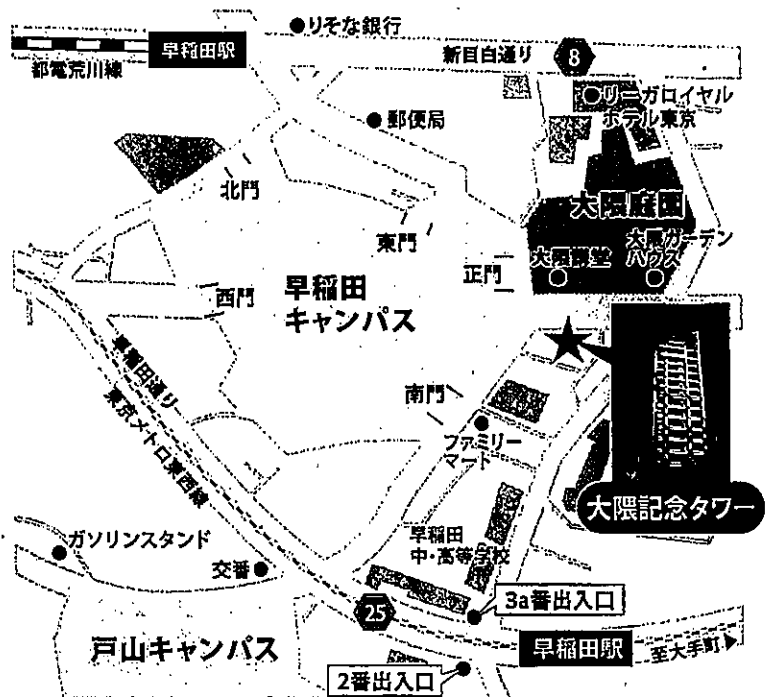 りそな銀行
早稲田駅
都電荒川線
新目白通り
8
リーガロイヤル
ホテル東京
郵便局
北門
大隈庭園
東門
大隈ガーデン
ハウス
大隈講堂
正門
西門
早稲田
キャンパス
早稲田通り
東京メトロ東西線
南門
ファミリー
マート
大隈記念タワー
ガソリンスタンド
早稲田
中・高等学校
交番
3a番出入口
25
戸山キャンパス
早稲田駅
至大手町
2番出入口